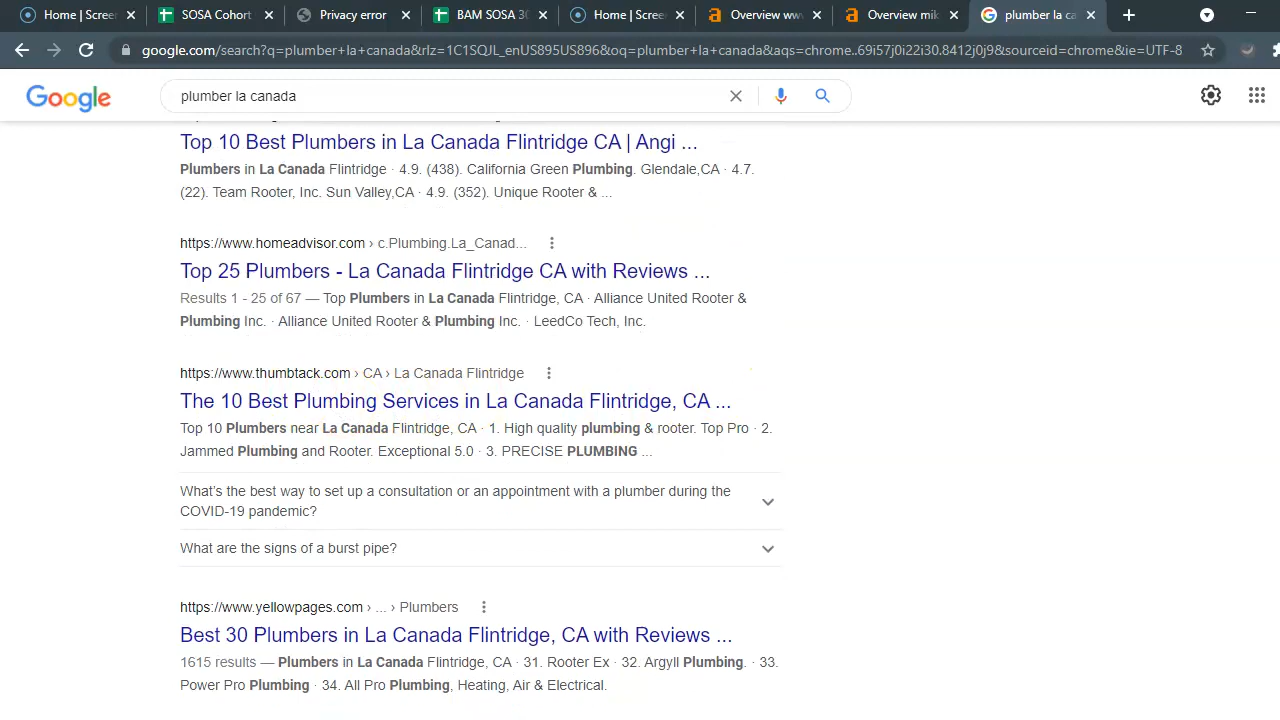 Home | Scree
SOSA Cohort
Privacy error
BAM SOSA 30
Home | Scree
Overview ww
Overview mik
plumber la ca
google.com/search?q=plumber+la+canada&rlz=1C1SQJL_enUS895US896&oq=plumber+la+canada&aqs=chrome..69i57j0i22i30.8412j0j9&sourceid=chrome&ie=UTF-8
Google
plumber la canada
Top 10 Best Plumbers in La Canada Flintridge CA | Angi ...
Plumbers in La Canada Flintridge · 4.9. (438). California Green Plumbing. Glendale,CA · 4.7.
(22). Team Rooter, Inc. Sun Valley,CA · 4.9. (352). Unique Rooter & ...
https://www.homeadvisor.com › c.Plumbing.La_Canad...
Top 25 Plumbers - La Canada Flintridge CA with Reviews ...
Results 1 - 25 of 67 — Top Plumbers in La Canada Flintridge, CA · Alliance United Rooter &
Plumbing Inc. · Alliance United Rooter & Plumbing Inc. · LeedCo Tech, Inc.
https://www.thumbtack.com › CA › La Canada Flintridge
The 10 Best Plumbing Services in La Canada Flintridge, CA ...
Top 10 Plumbers near La Canada Flintridge, CA · 1. High quality plumbing & rooter. Top Pro · 2.
Jammed Plumbing and Rooter. Exceptional 5.0 · 3. PRECISE PLUMBING ...
What's the best way to set up a consultation or an appointment with a plumber during the
COVID-19 pandemic?
What are the signs of a burst pipe?
https://www.yellowpages.com › ... › Plumbers
Best 30 Plumbers in La Canada Flintridge, CA with Reviews ...
1615 results — Plumbers in La Canada Flintridge, CA · 31. Rooter Ex · 32. Argyll Plumbing. · 33.
Power Pro Plumbing · 34. All Pro Plumbing, Heating, Air & Electrical.